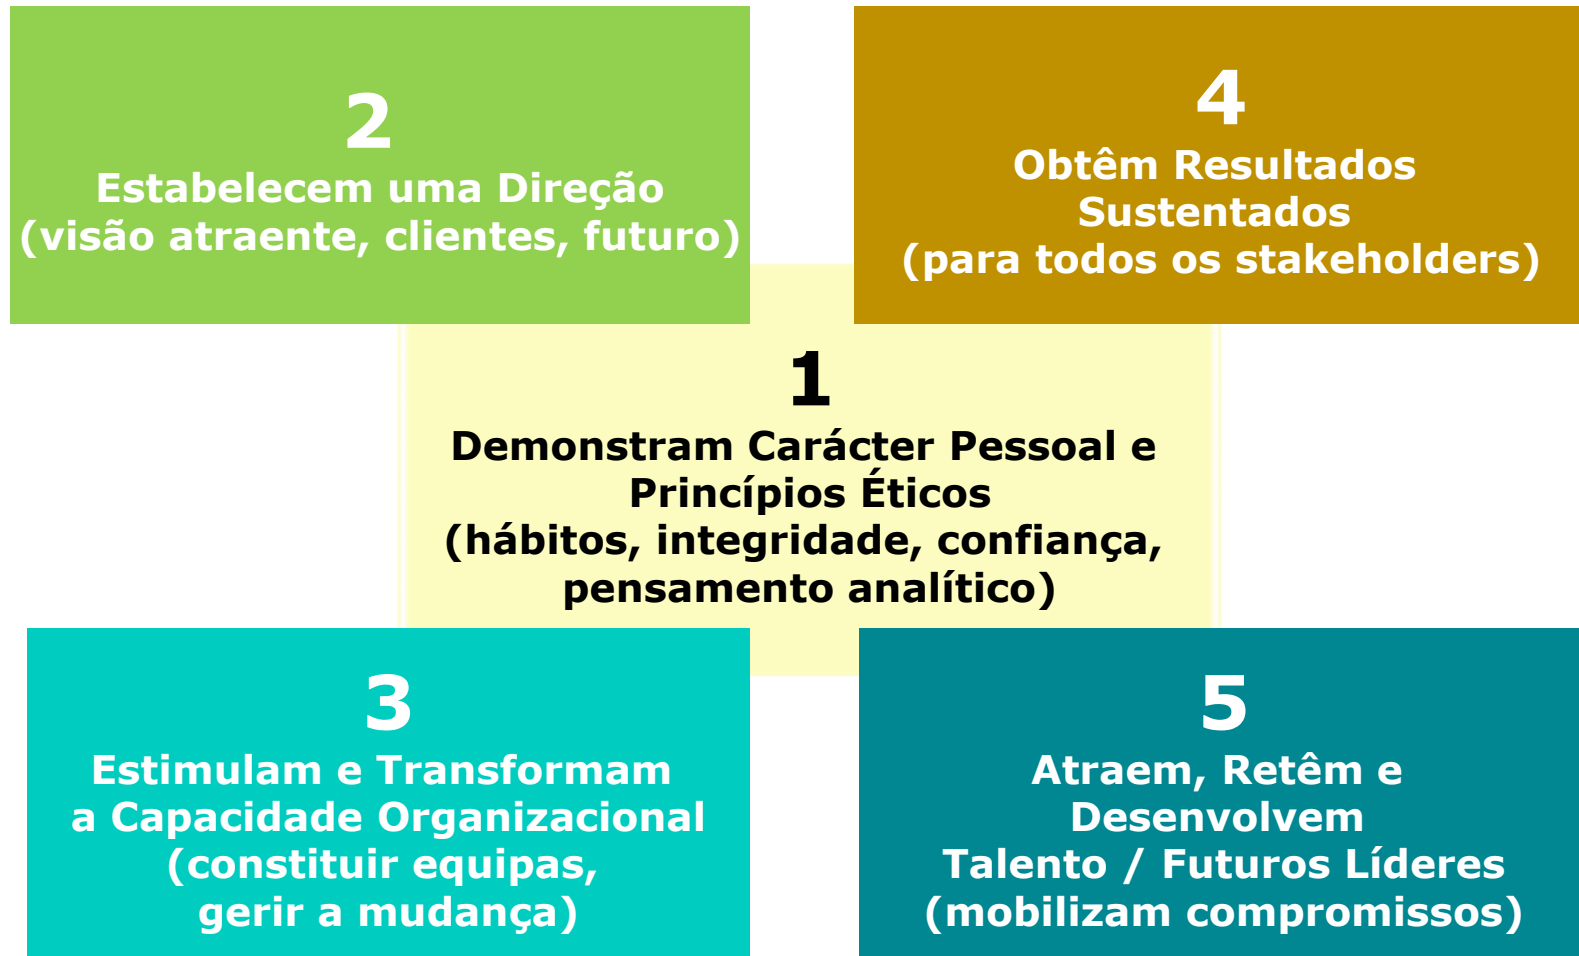 2
Estabelecem uma Direção
(visão atraente, clientes, futuro)
4
Obtêm Resultados
Sustentados
(para todos os stakeholders)
1
Demonstram Carácter Pessoal e
Princípios Éticos
(hábitos, integridade, confiança,
pensamento analítico)
3
Estimulam e Transformam
a Capacidade Organizacional
(constituir equipas,
gerir a mudança)
5
Atraem, Retêm e
Desenvolvem
Talento / Futuros Líderes
(mobilizam compromissos)